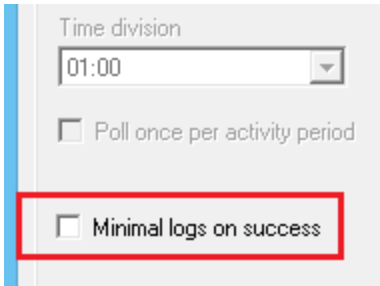 Time division
01:00
Poll once per activity period
Minimal logs on success